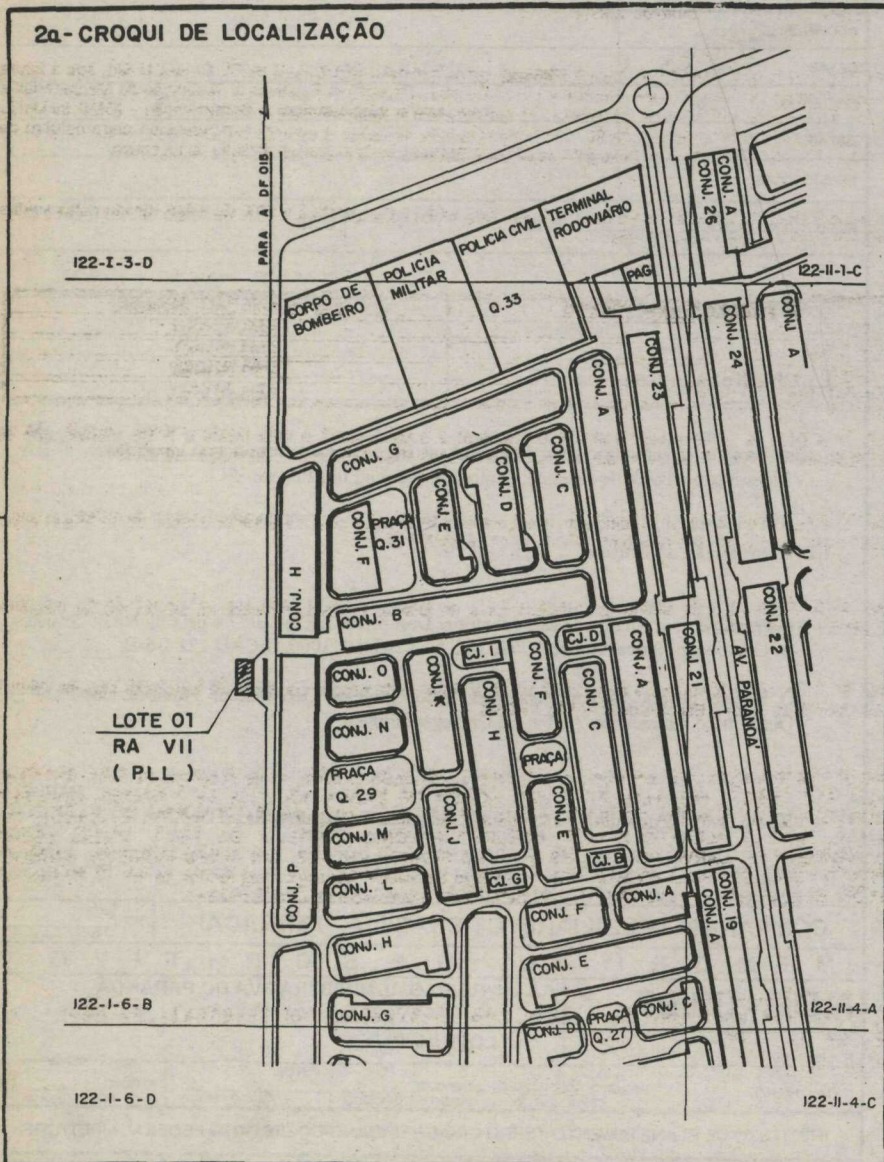 2a- CROQUI DE LOCALIZAÇÃO
PARA A DF 015
CONJ. A
CONJ. 26
122-I-3-D
122-II-1-C
CORPO DE
BOMBEIRO
POLICIA
MILITAR
POLICIA CIVIL
Q.33
TERMINAL
RODOVIÁRIO
PAG
CONJ. 24
CONJ A
CONJ. 23
CONJ. A
CONJ. G
CONJ. C
CONJ. D
CONJ. E
PRAÇA
Q.31
CONJ. F
CONJ. H
CONJ. B
CONJ. 22
AV. PARANOA'
CONJ. 21
CONJ. A
CJ. D
CONJ. C
CONJ. F
CJ. I
CONJ. H
CONJ. K
CONJ. O
CONJ. N
LOTE 01
RA VII
( PLL )
PRAÇA
Q. 29
PRAÇA
CONJ. E
CONJ. J
CONJ. M
CJ. B
CJ. G
CONJ. L
CONJ. P
CONJ. F
CONJ. A
CONJ. 19
CONJ. A
CONJ. H
CONJ. E
122-I-6-B
122-II-4-A
CONJ. G
CONJ. D
PRAÇA
Q. 27
CONJ. C
122-I-6-D
122-II-4-C